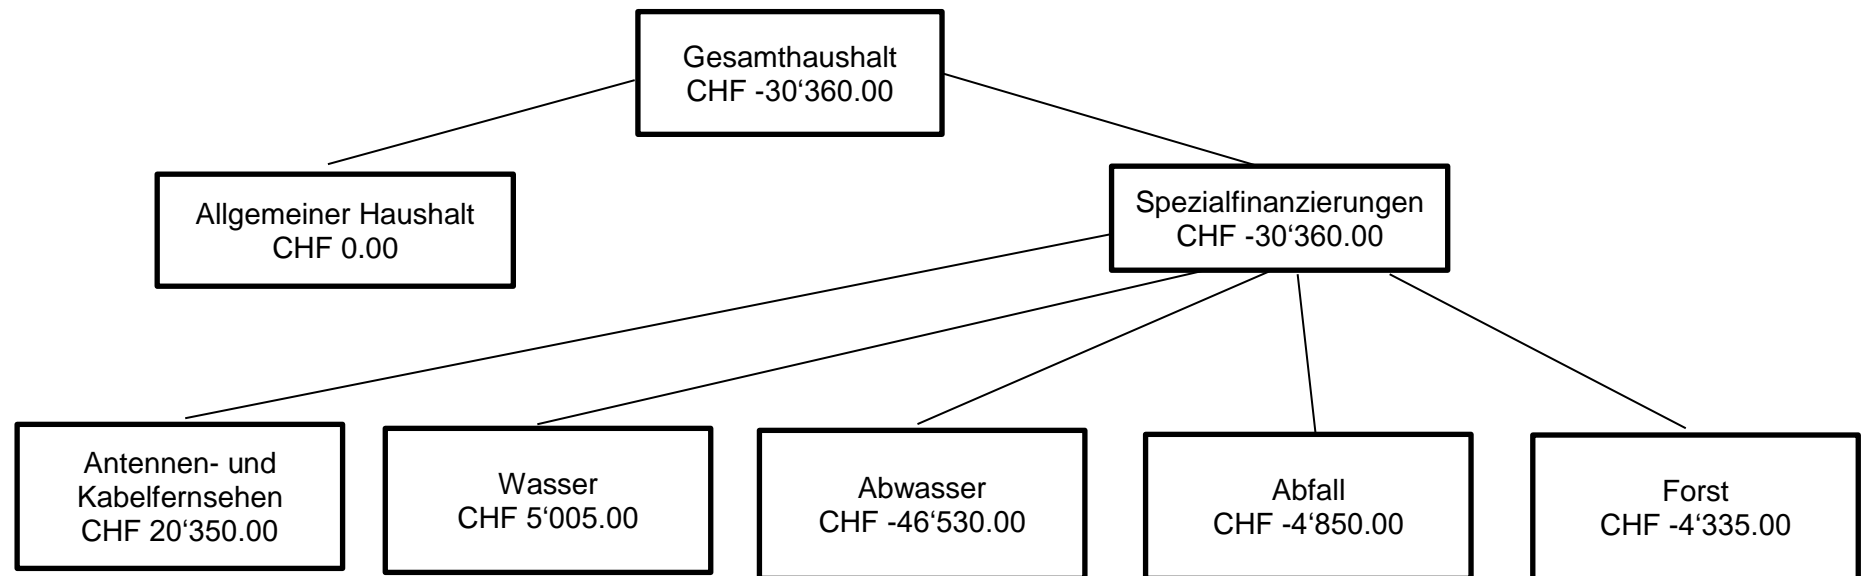 Gesamthaushalt
CHF -30‘360.00
Allgemeiner Haushalt
CHF 0.00
Spezialfinanzierungen
CHF -30‘360.00
Antennen- und
Kabelfernsehen
CHF 20‘350.00
Wasser
CHF 5‘005.00
Abwasser
CHF -46‘530.00
Abfall
CHF -4‘850.00
Forst
CHF -4‘335.00